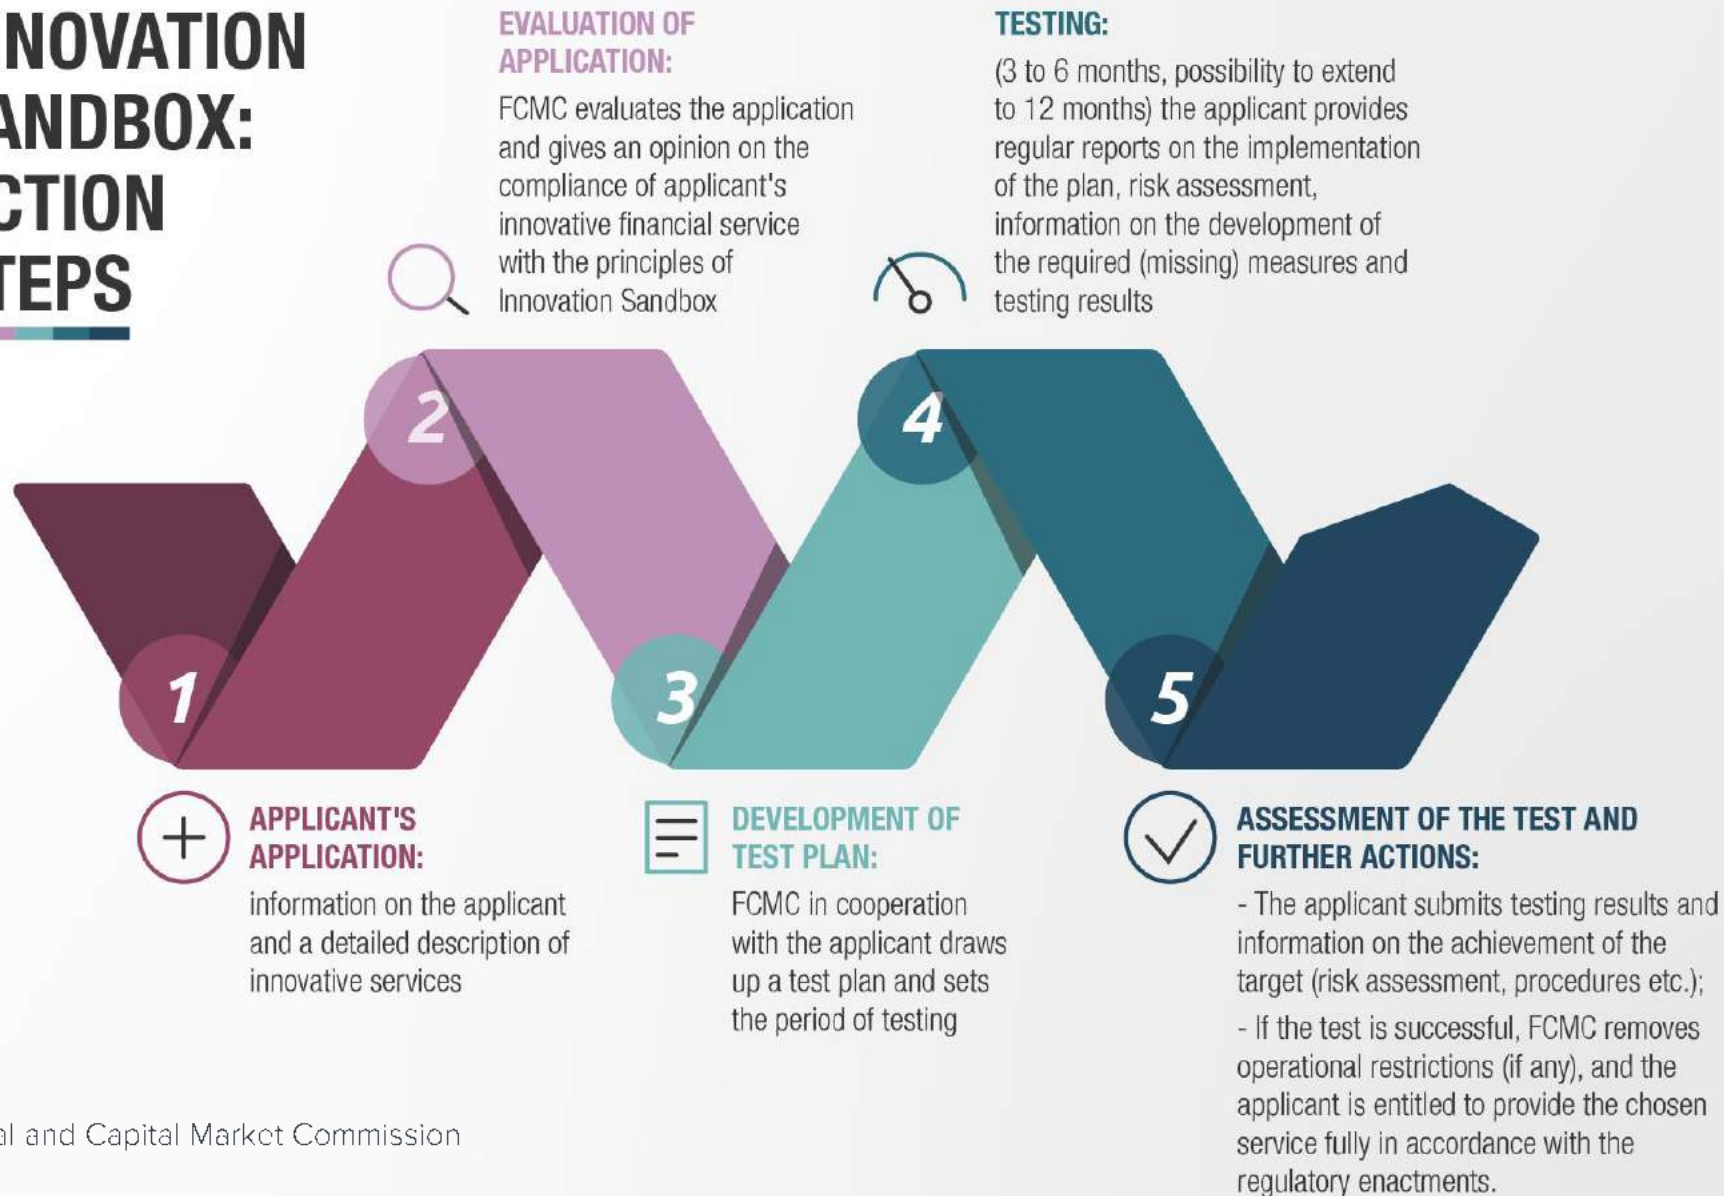 NOVATION
ANDBOX:
CTION
TEPS
EVALUATION OF
APPLICATION:
FCMC evaluates the application
and gives an opinion on the
compliance of applicant's
innovative financial service
with the principles of
Innovation Sandbox
TESTING:
(3 to 6 months, possibility to extend
to 12 months) the applicant provides
regular reports on the implementation
of the plan, risk assessment,
information on the development of
the required (missing) measures and
testing results
2
4
1
3
5
APPLICANT'S
APPLICATION:
information on the applicant
and a detailed description of
innovative services
DEVELOPMENT OF
TEST PLAN:
FCMC in cooperation
with the applicant draws
up a test plan and sets
the period of testing
ASSESSMENT OF THE TEST AND
FURTHER ACTIONS:
- The applicant submits testing results and
information on the achievement of the
target (risk assessment, procedures etc.);
- If the test is successful, FCMC removes
operational restrictions (if any), and the
applicant is entitled to provide the chosen
service fully in accordance with the
regulatory enactments.
al and Capital Market Commission